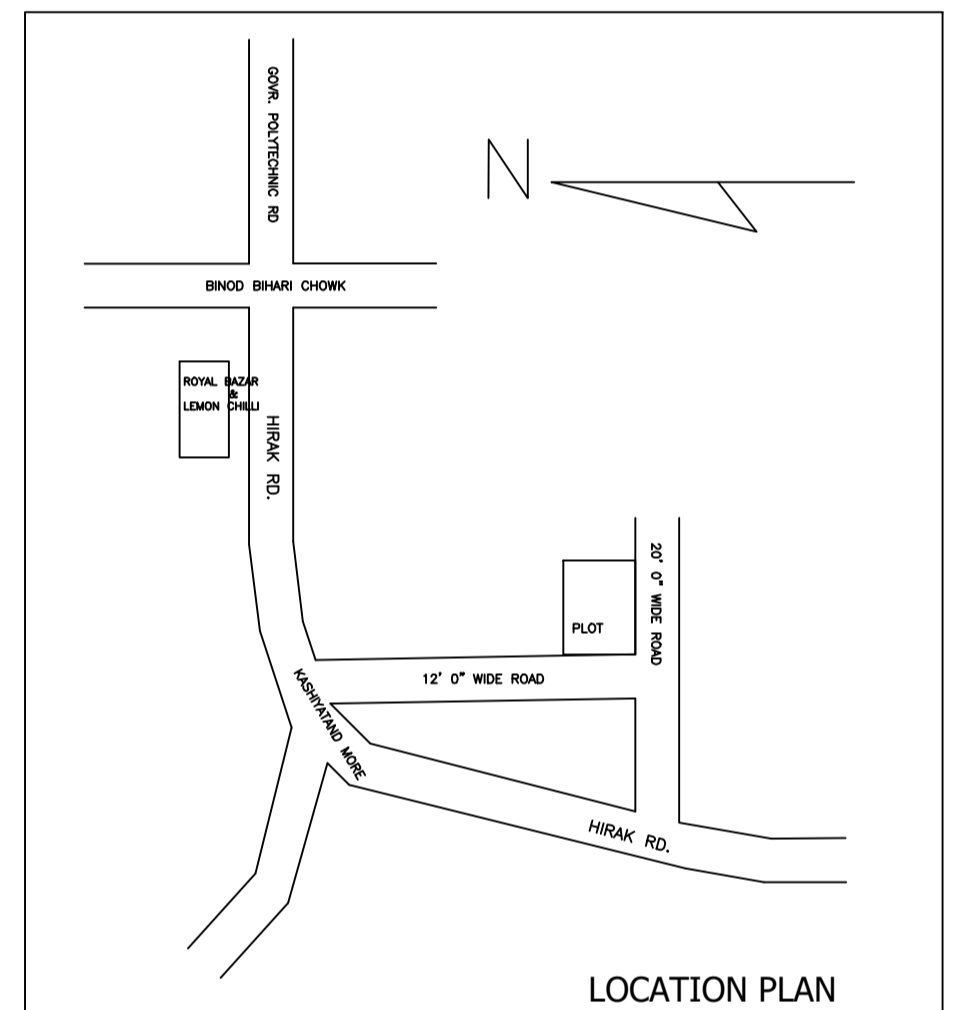 GOVR. POLYTECHNIC RD
N
BINOD BIHARI CHOWK
ROYAL BAZAR
&
LEMON CHILLI
HIRAK RD.
20' 0" WIDE ROAD
PLOT
12' 0" WIDE ROAD
KASHIYATAND MORE
HIRAK RD.
LOCATION PLAN